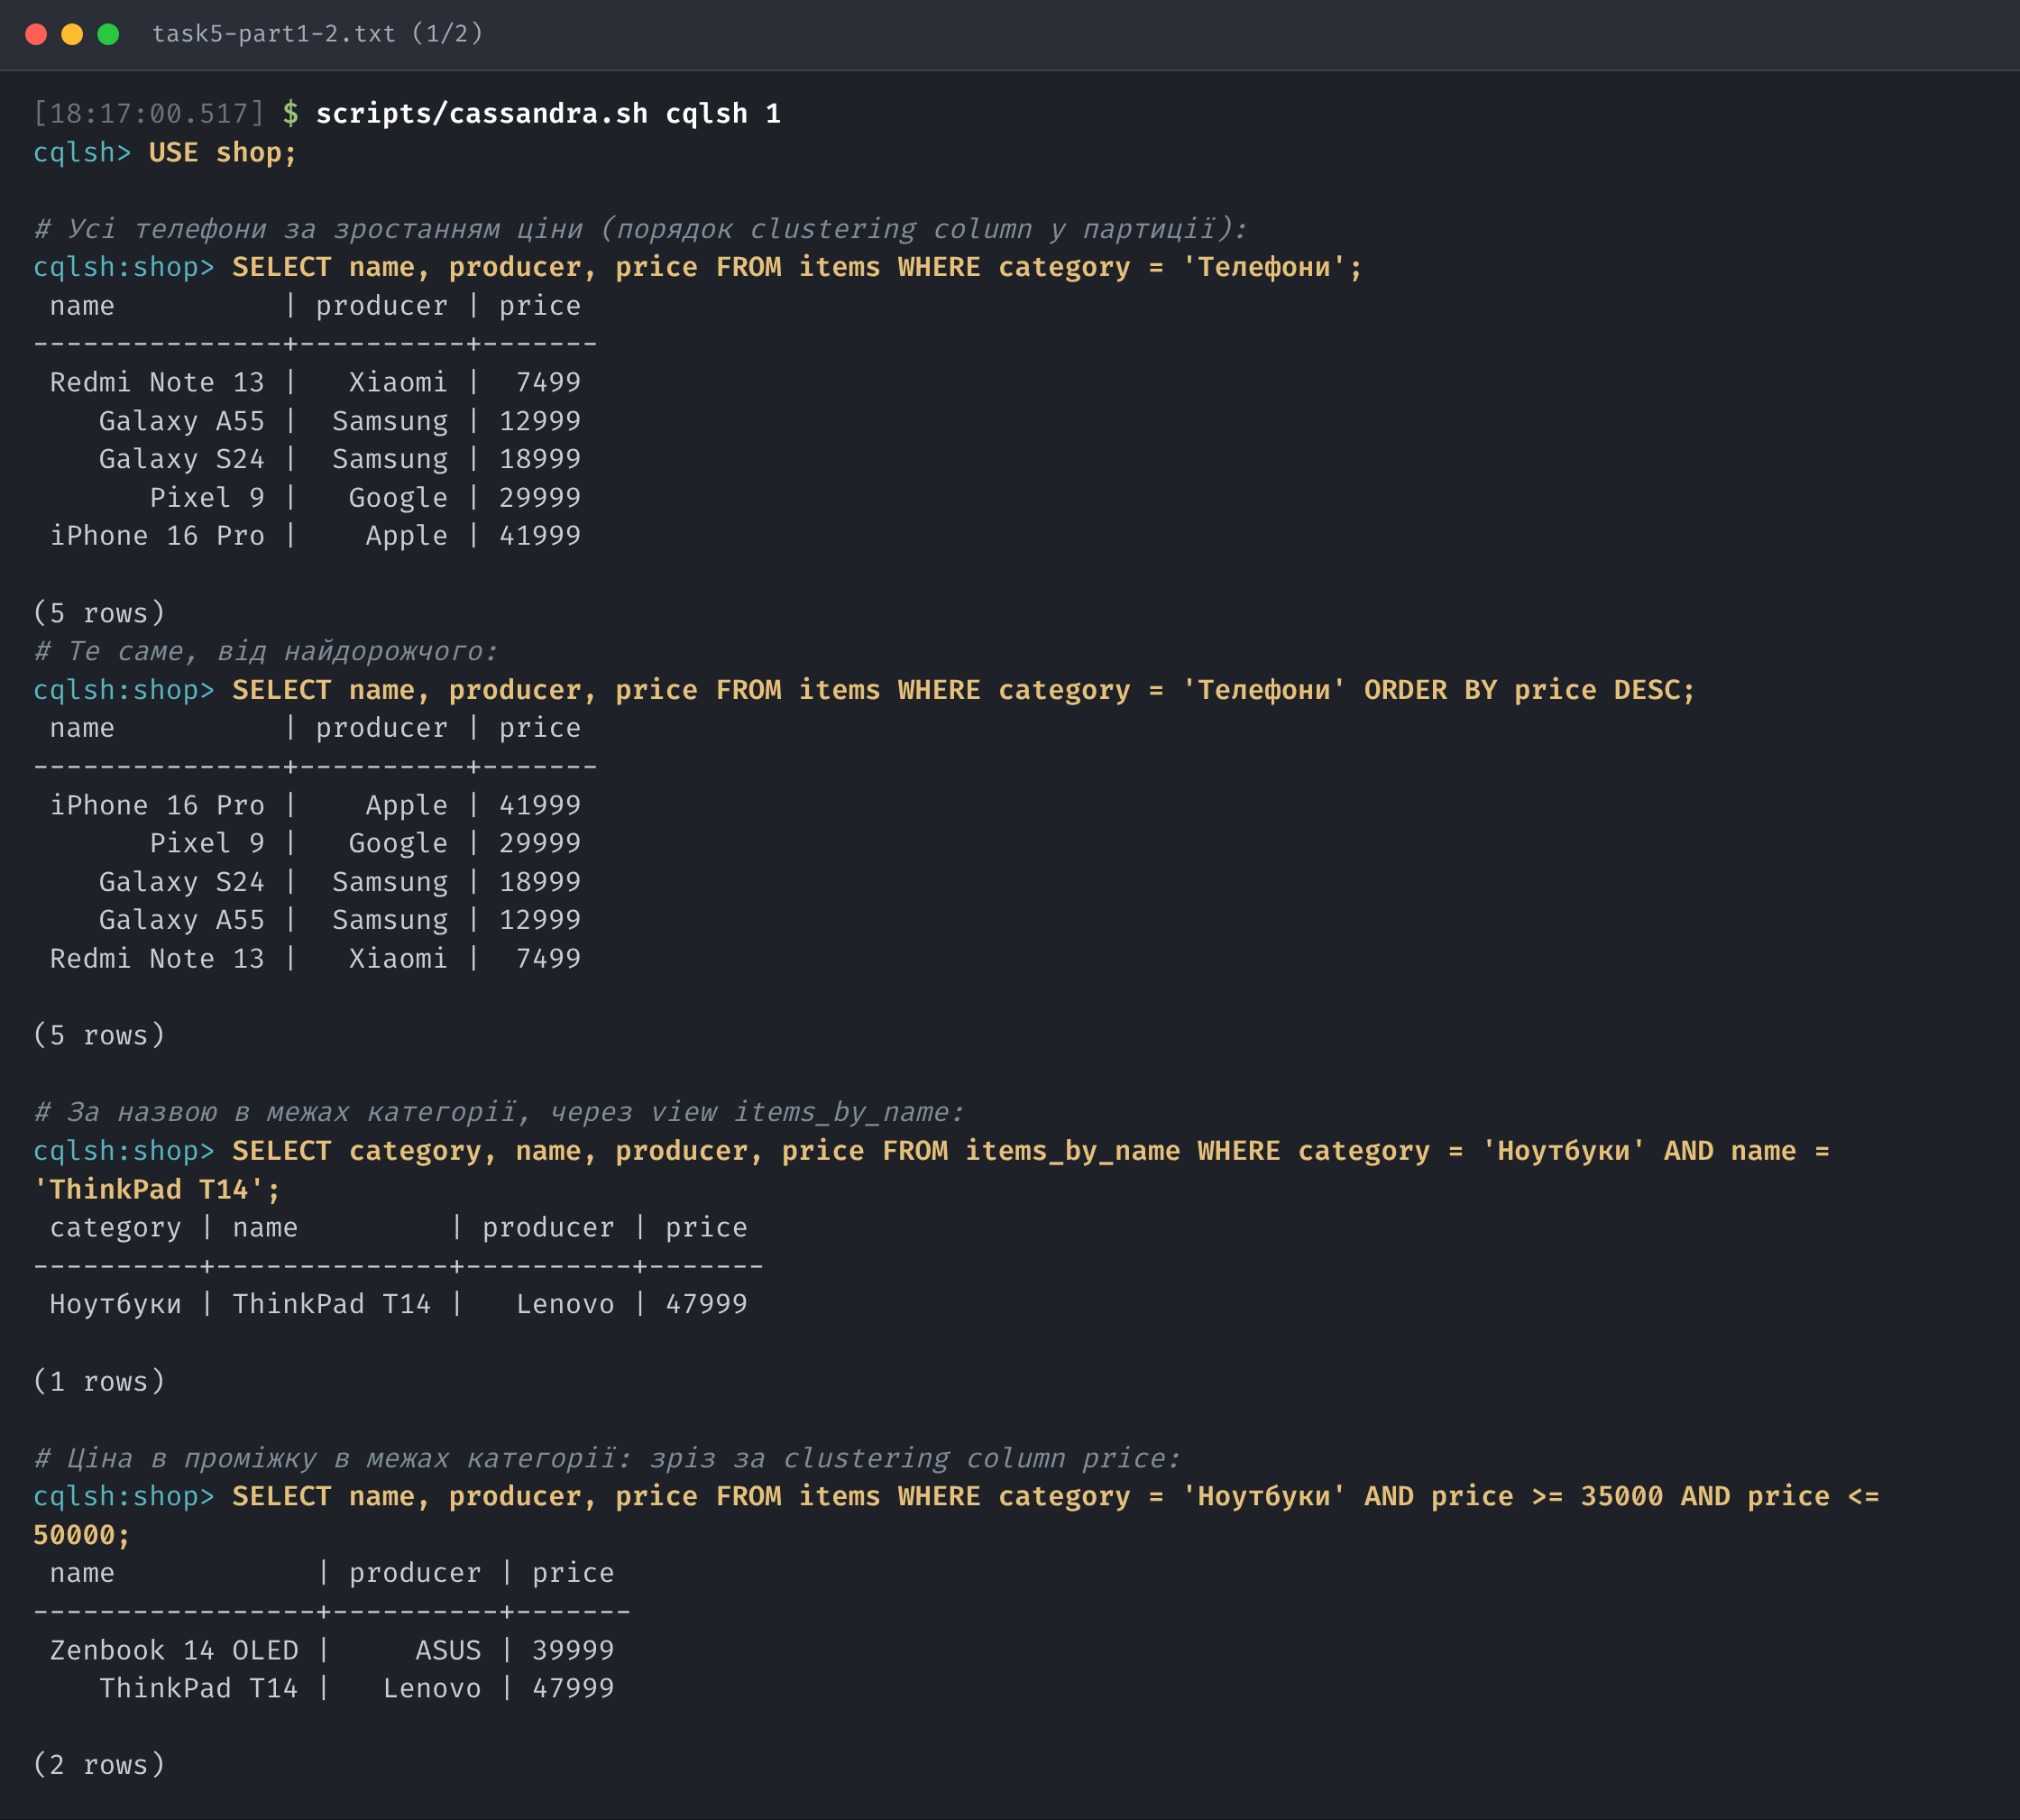 task5-part1-2.txt (1/2)
[18:17:00.517] $ scripts/cassandra.sh cqlsh 1
cqlsh> USE shop;
# Усі телефони за зростанням ціни (порядок clustering column у партиції):
cqlsh:shop> SELECT name, producer, price FROM items WHERE category = 'Телефони';
 name          | producer | price
---------------+----------+-------
 Redmi Note 13 |   Xiaomi |  7499
    Galaxy A55 |  Samsung | 12999
    Galaxy S24 |  Samsung | 18999
       Pixel 9 |   Google | 29999
 iPhone 16 Pro |    Apple | 41999
(5 rows)
# Те саме, від найдорожчого:
cqlsh:shop> SELECT name, producer, price FROM items WHERE category = 'Телефони' ORDER BY price DESC;
 name          | producer | price
---------------+----------+-------
 iPhone 16 Pro |    Apple | 41999
       Pixel 9 |   Google | 29999
    Galaxy S24 |  Samsung | 18999
    Galaxy A55 |  Samsung | 12999
 Redmi Note 13 |   Xiaomi |  7499
(5 rows)
# За назвою в межах категорії, через view items_by_name:
cqlsh:shop> SELECT category, name, producer, price FROM items_by_name WHERE category = 'Ноутбуки' AND name =
'ThinkPad T14';
 category | name         | producer | price
----------+--------------+----------+-------
 Ноутбуки | ThinkPad T14 |   Lenovo | 47999
(1 rows)
# Ціна в проміжку в межах категорії: зріз за clustering column price:
cqlsh:shop> SELECT name, producer, price FROM items WHERE category = 'Ноутбуки' AND price >= 35000 AND price <=
50000;
 name            | producer | price
-----------------+----------+-------
 Zenbook 14 OLED |     ASUS | 39999
    ThinkPad T14 |   Lenovo | 47999
(2 rows)